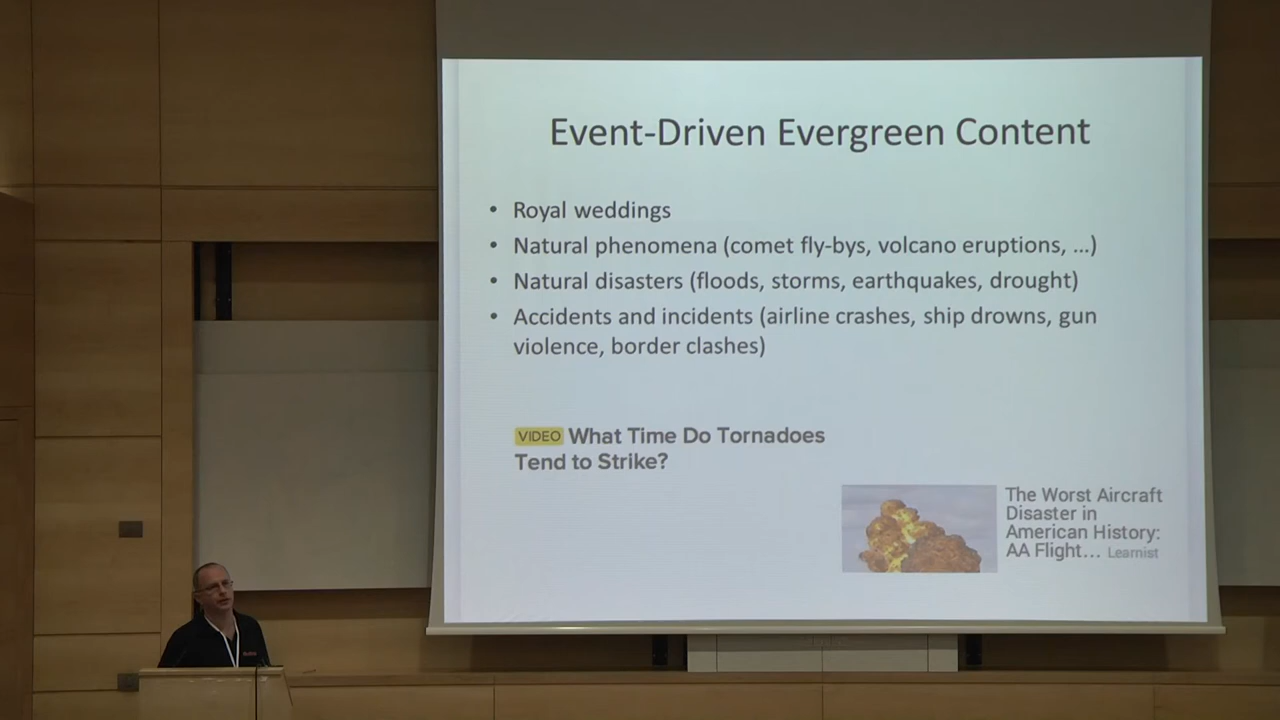 Event-Driven Evergreen Content
• Royal weddings
• Natural phenomena (comet fly-bys, volcano eruptions, ...)
• Natural disasters (floods, storms, earthquakes, drought)
• Accidents and incidents (airline crashes, ship drowns, gun
violence, border clashes)
VIDEO What Time Do Tornadoes
Tend to Strike?
The Worst Aircraft
Disaster in
American History:
AA Flight... Learnist